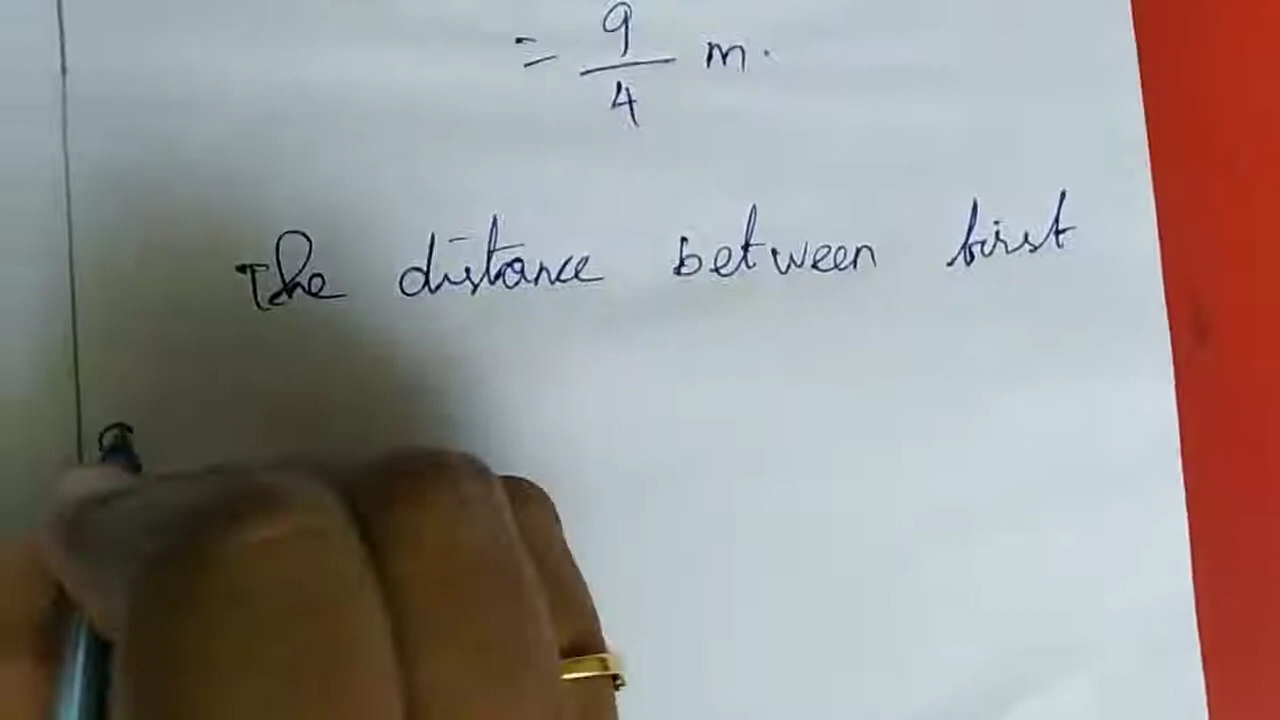 = 9/4 m.
The distance between first